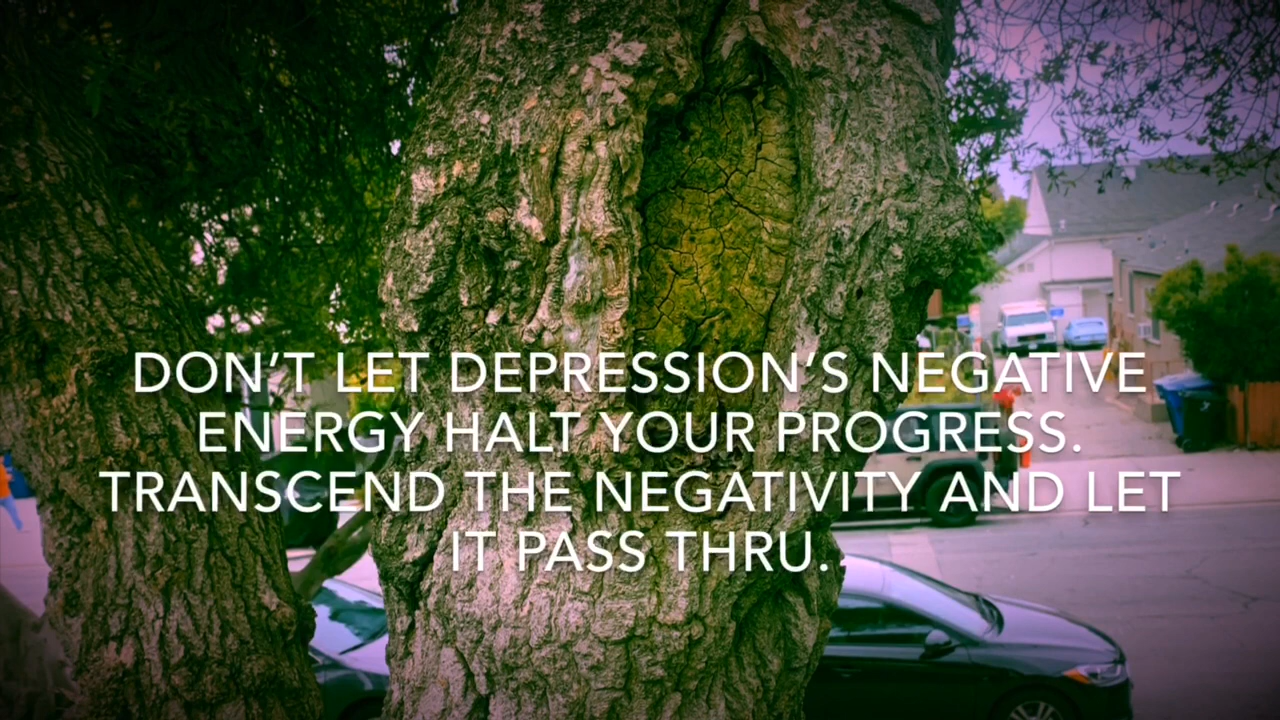 DON’T LET DEPRESSION’S NEGATIVE
ENERGY HALT YOUR PROGRESS.
TRANSCEND THE NEGATIVITY AND LET
IT PASS THRU.